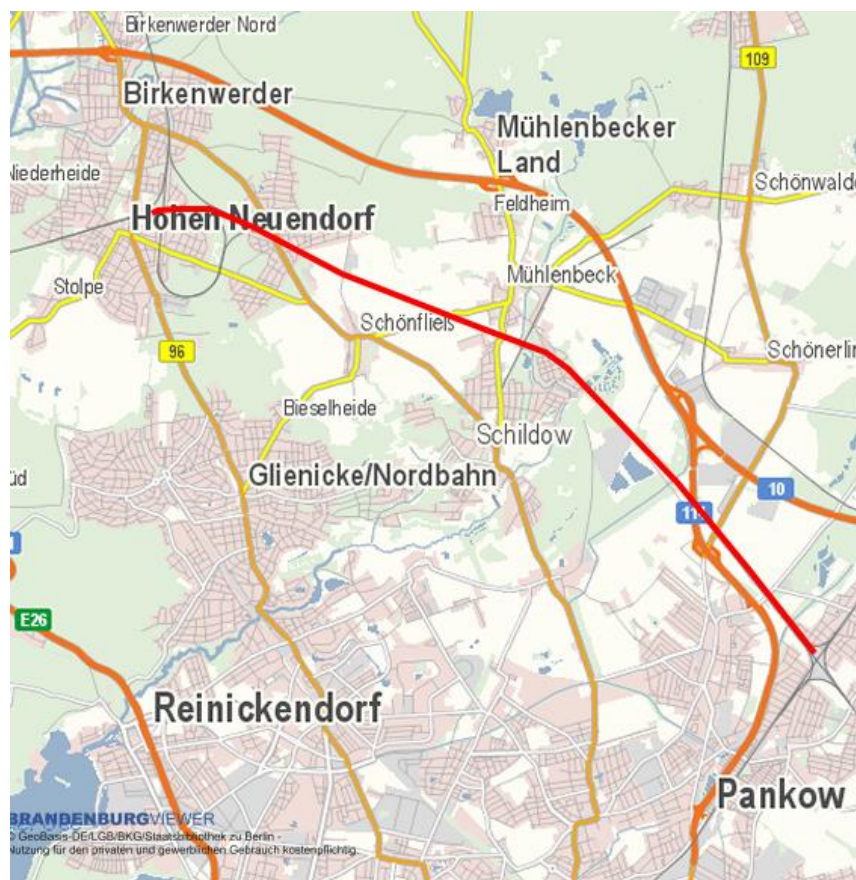 Birkenwerder Nord
109
Birkenwerder
Mühlenbecker
Land
Niederheide
Schönwalde
Feldheim
Hohen Neuendorf
Mühlenbeck
Stolpe
Schönfließ
96
Schönerlin
Bieselheide
Schildow
Glienicke/Nordbahn
üd
10
E26
Reinickendorf
Pankow
BRANDENBURGVIEWER
© GeoBasis-DE/LGB/BKG/Staatsbibliothek zu Berlin -
Nutzung für den privaten und gewerblichen Gebrauch kostenpflichtig.